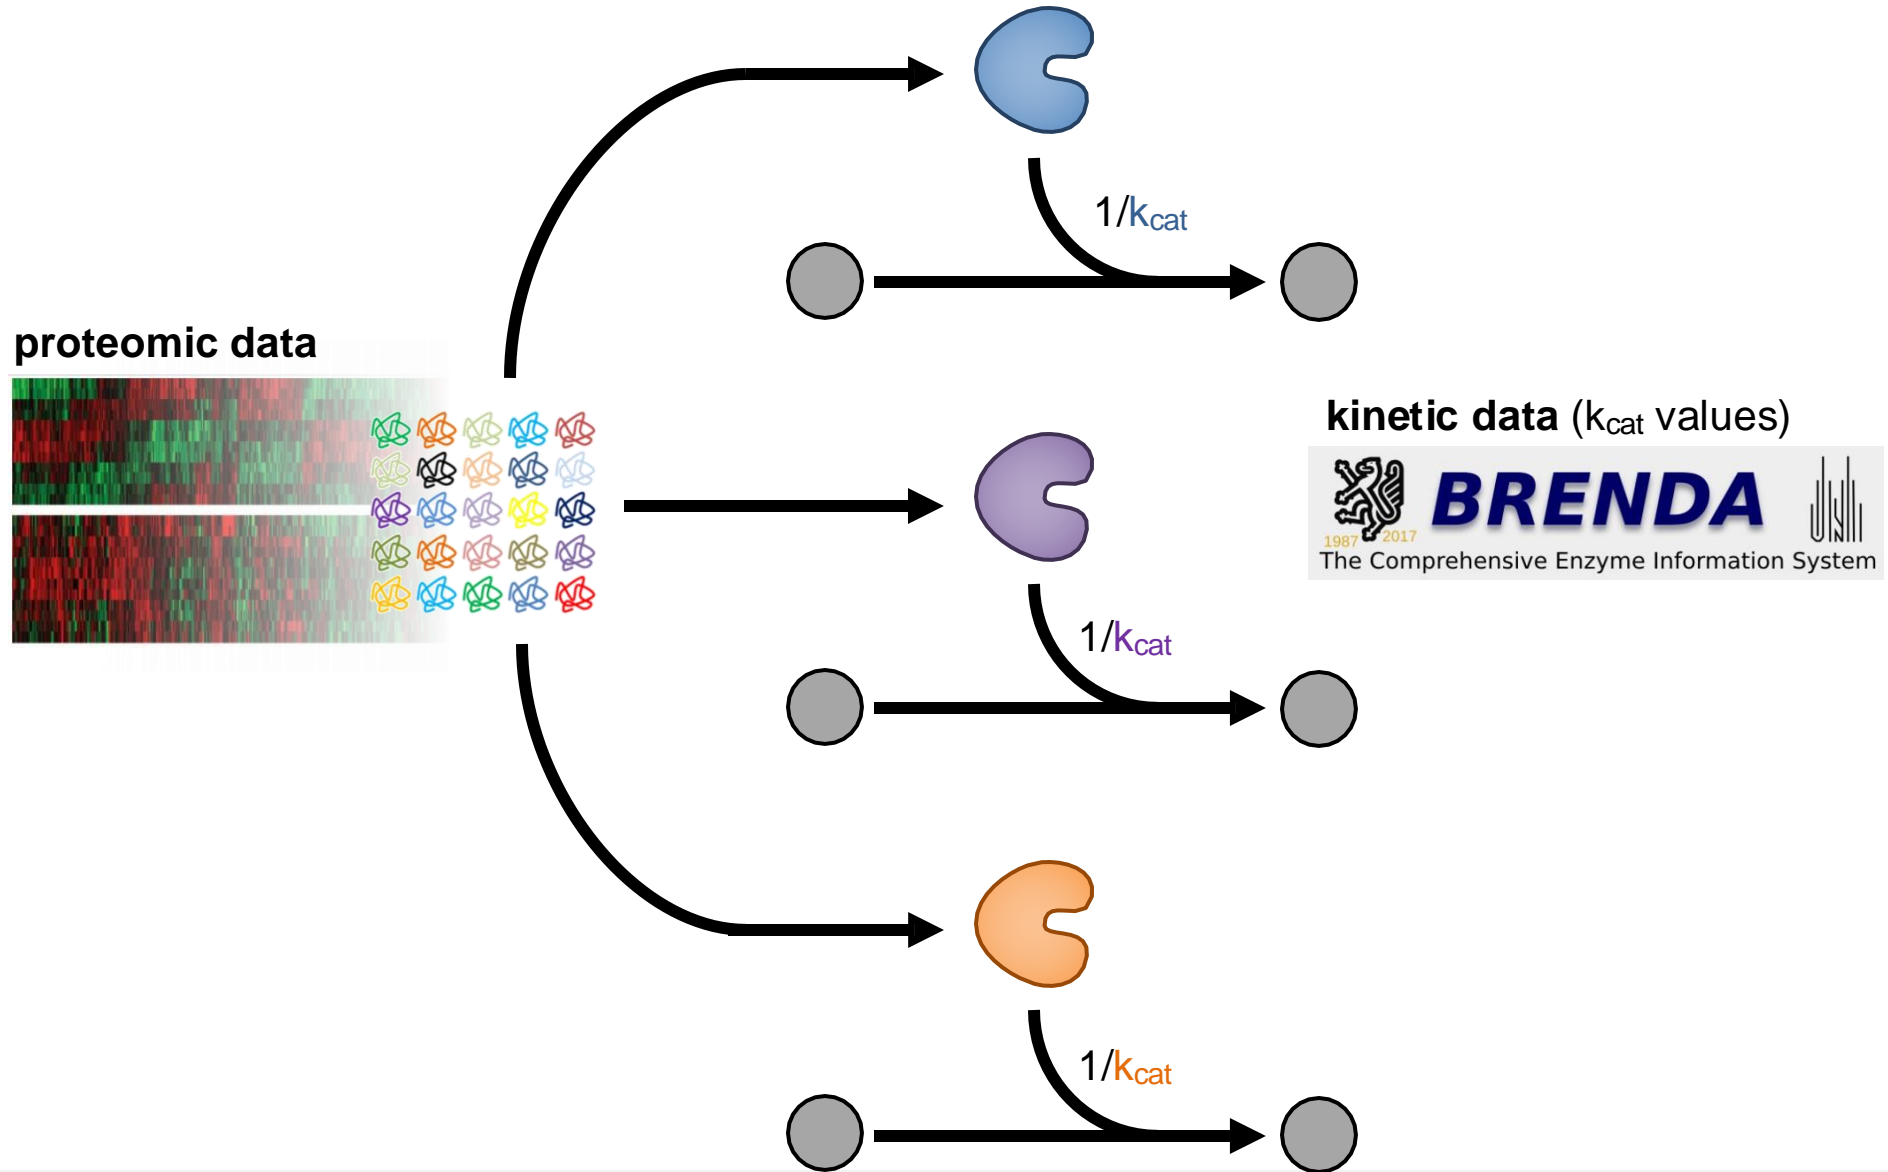 1/kcat
proteomic data
kinetic data (kcat values)
BRENDA
1987 2017
The Comprehensive Enzyme Information System
1/kcat
1/kcat